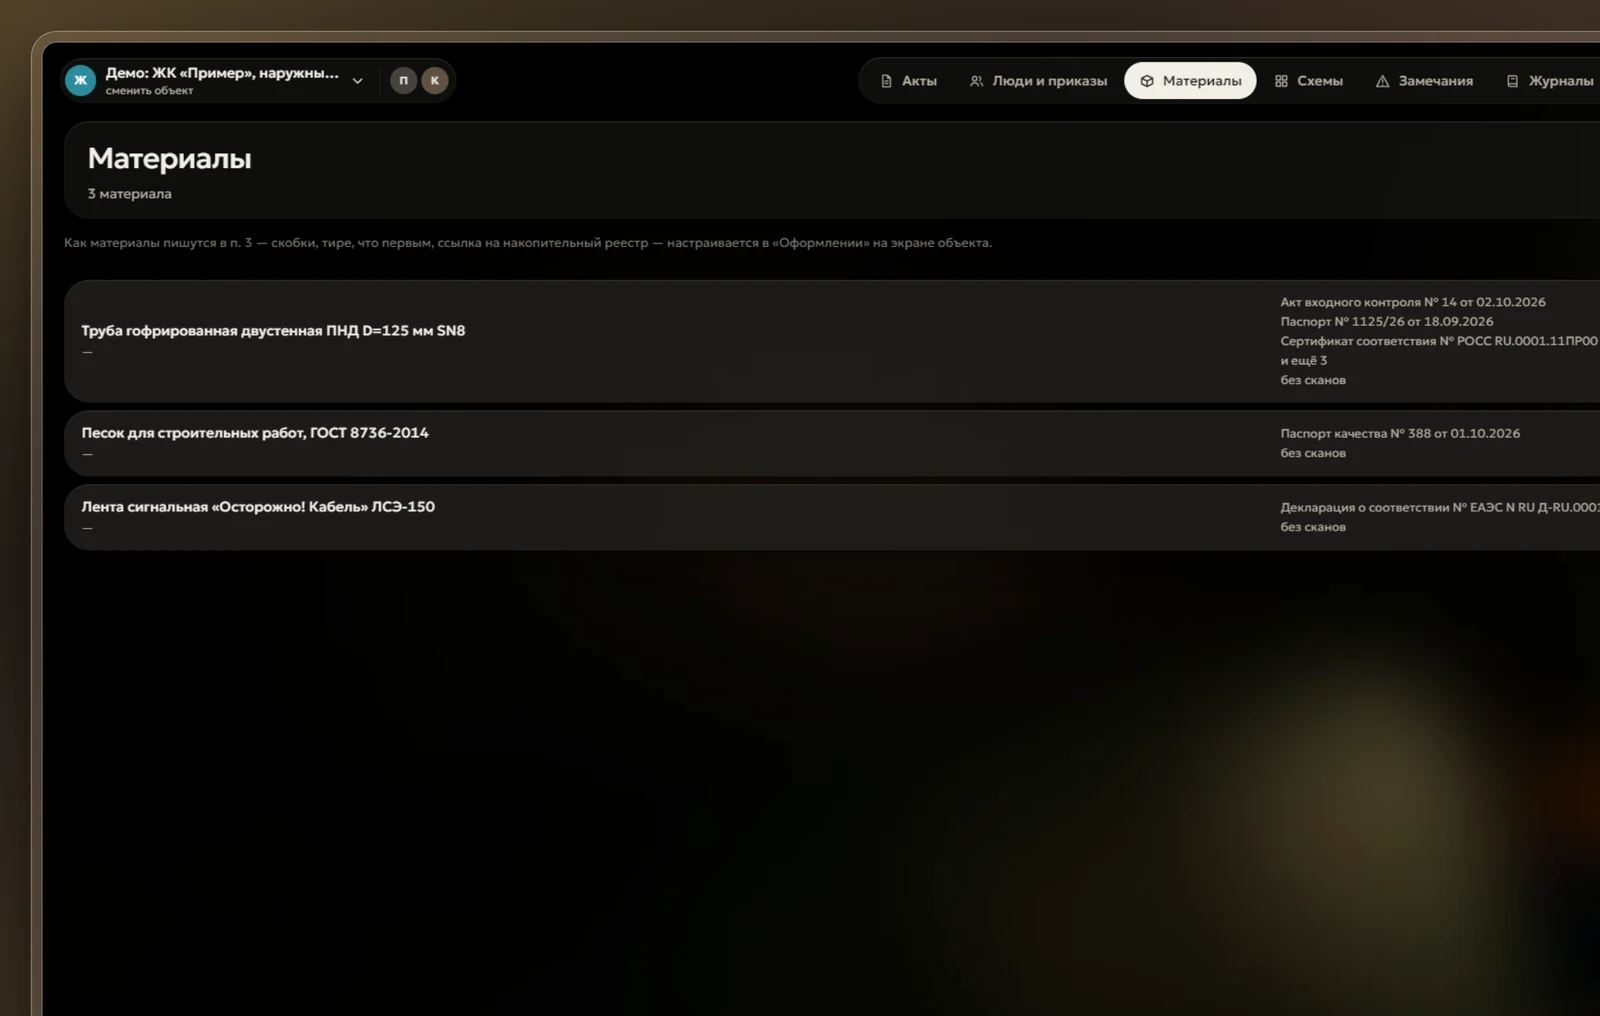 Ж
Демо: ЖК «Пример», наружны...
сменить объект
П
К
Акты
Люди и приказы
Материалы
Схемы
Замечания
Журналы
Материалы
3 материала
Как материалы пишутся в п. 3 — скобки, тире, что первым, ссылка на накопительный реестр — настраивается в «Оформлении» на экране объекта.
Труба гофрированная двустенная ПНД D=125 мм SN8
—
Акт входного контроля № 14 от 02.10.2026
Паспорт № 1125/26 от 18.09.2026
Сертификат соответствия № РОСС RU.0001.11ПР00
и ещё 3
без сканов
Песок для строительных работ, ГОСТ 8736-2014
—
Паспорт качества № 388 от 01.10.2026
без сканов
Лента сигнальная «Осторожно! Кабель» ЛСЭ-150
—
Декларация о соответствии № ЕАЭС N RU Д-RU.0001
без сканов